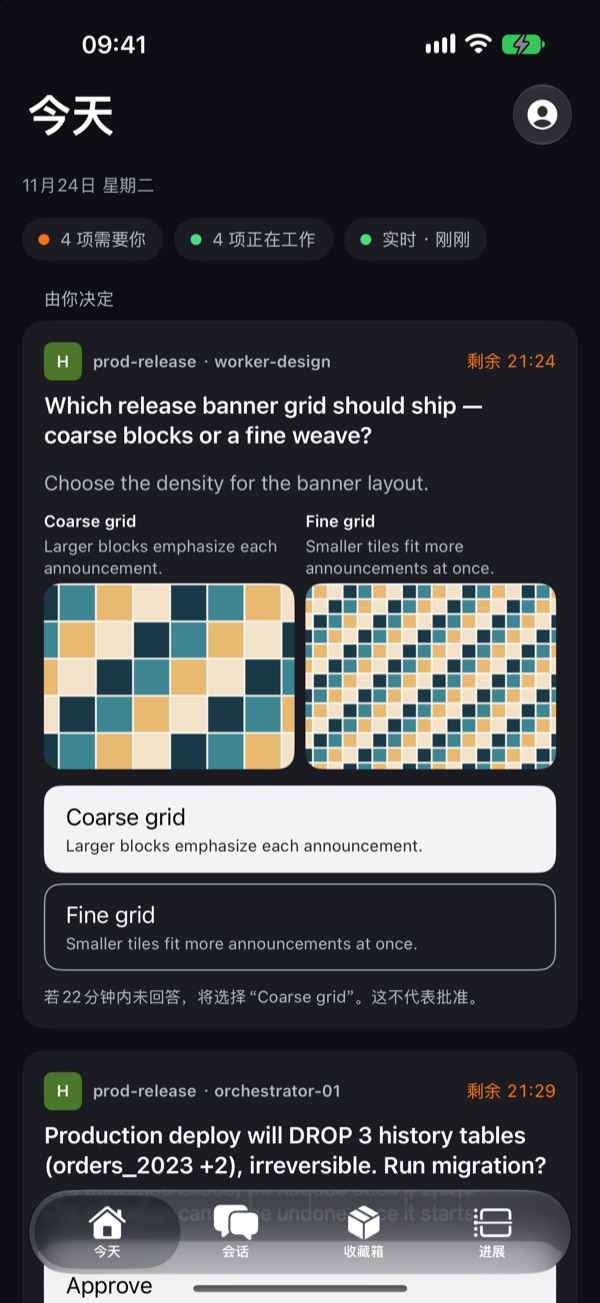 09:41
今天
11月24日 星期二
4 项需要你
4 项正在工作
实时 · 刚刚
由你决定
H
prod-release · worker-design
剩余 21:24
Which release banner grid should ship —
coarse blocks or a fine weave?
Choose the density for the banner layout.
Coarse grid
Larger blocks emphasize each
announcement.
Fine grid
Smaller tiles fit more
announcements at once.
Coarse grid
Larger blocks emphasize each announcement.
Fine grid
Smaller tiles fit more announcements at once.
若 22 分钟内未回答，将选择 “Coarse grid”。这不代表批准。
H
prod-release · orchestrator-01
剩余 21:29
Production deploy will DROP 3 history tables
(orders_2023 +2), irreversible. Run migration?
can be undone once it starts
今天
会话
收藏箱
进展
Approve